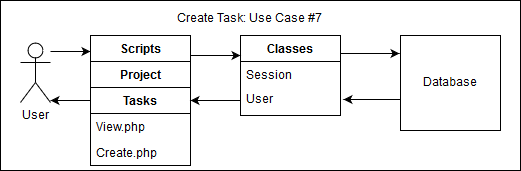 Create Task: Use Case #7
Scripts
Project
Tasks
View.php
Create.php
Classes
Session
User
Database
User